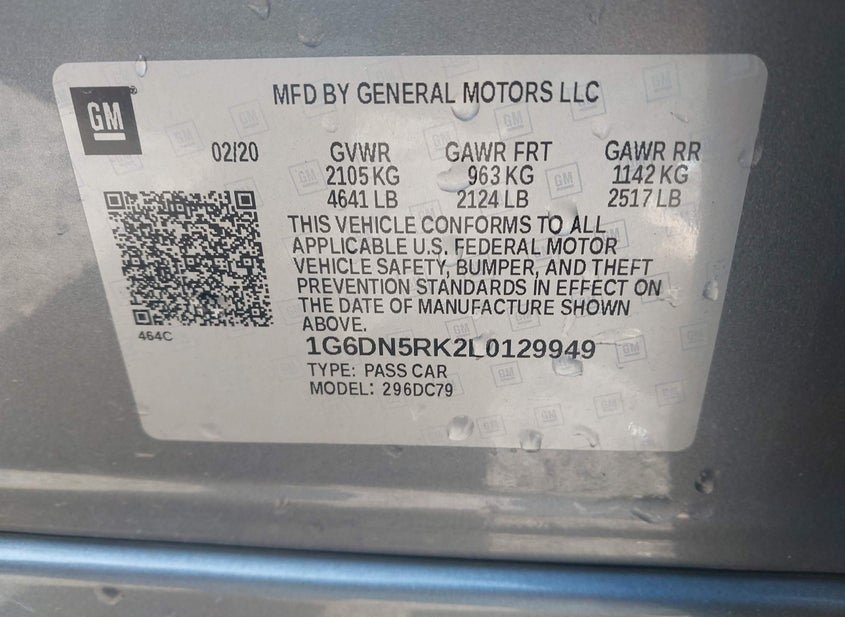 GM
MFD BY GENERAL MOTORS LLC
02/20 GVWR GAWR FRT GAWR RR
2105 KG 963 KG 1142 KG
4641 LB 2124 LB 2517 LB
THIS VEHICLE CONFORMS TO ALL
APPLICABLE U.S. FEDERAL MOTOR
VEHICLE SAFETY, BUMPER, AND THEFT
PREVENTION STANDARDS IN EFFECT ON
THE DATE OF MANUFACTURE SHOWN
ABOVE.
464C
1G6DN5RK2L0129949
TYPE: PASS CAR
MODEL: 296DC79